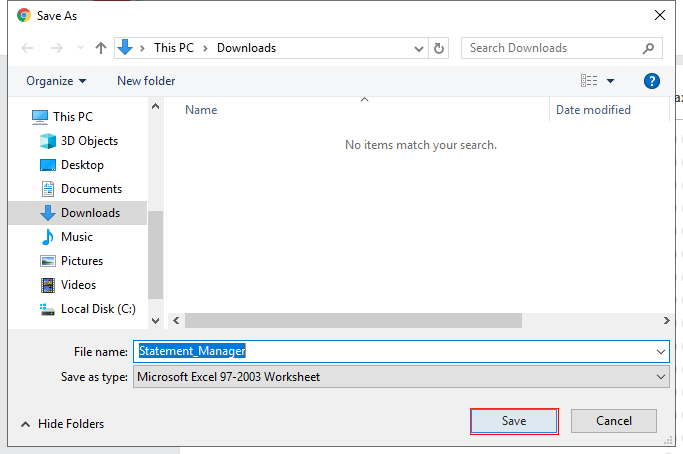 Save As
This PC > Downloads
Search Downloads
Organize
New folder
?
Name
Date modified
This PC
No items match your search.
3D Objects
Desktop
Documents
Downloads
Music
Pictures
Videos
Local Disk (C:)
File name: Statement_Manager
Save as type: Microsoft Excel 97-2003 Worksheet
Hide Folders
Save
Cancel